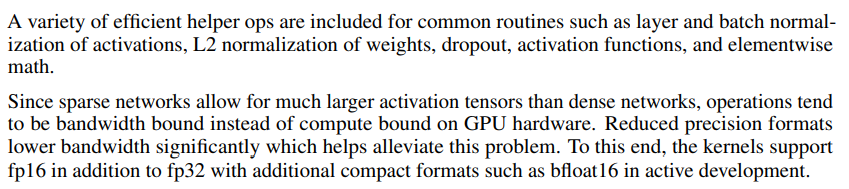 A variety of efficient helper ops are included for common routines such as layer and batch normal-
ization of activations, L2 normalization of weights, dropout, activation functions, and elementwise
math.
Since sparse networks allow for much larger activation tensors than dense networks, operations tend
to be bandwidth bound instead of compute bound on GPU hardware. Reduced precision formats
lower bandwidth significantly which helps alleviate this problem. To this end, the kernels support
fp16 in addition to fp32 with additional compact formats such as bfloat16 in active development.